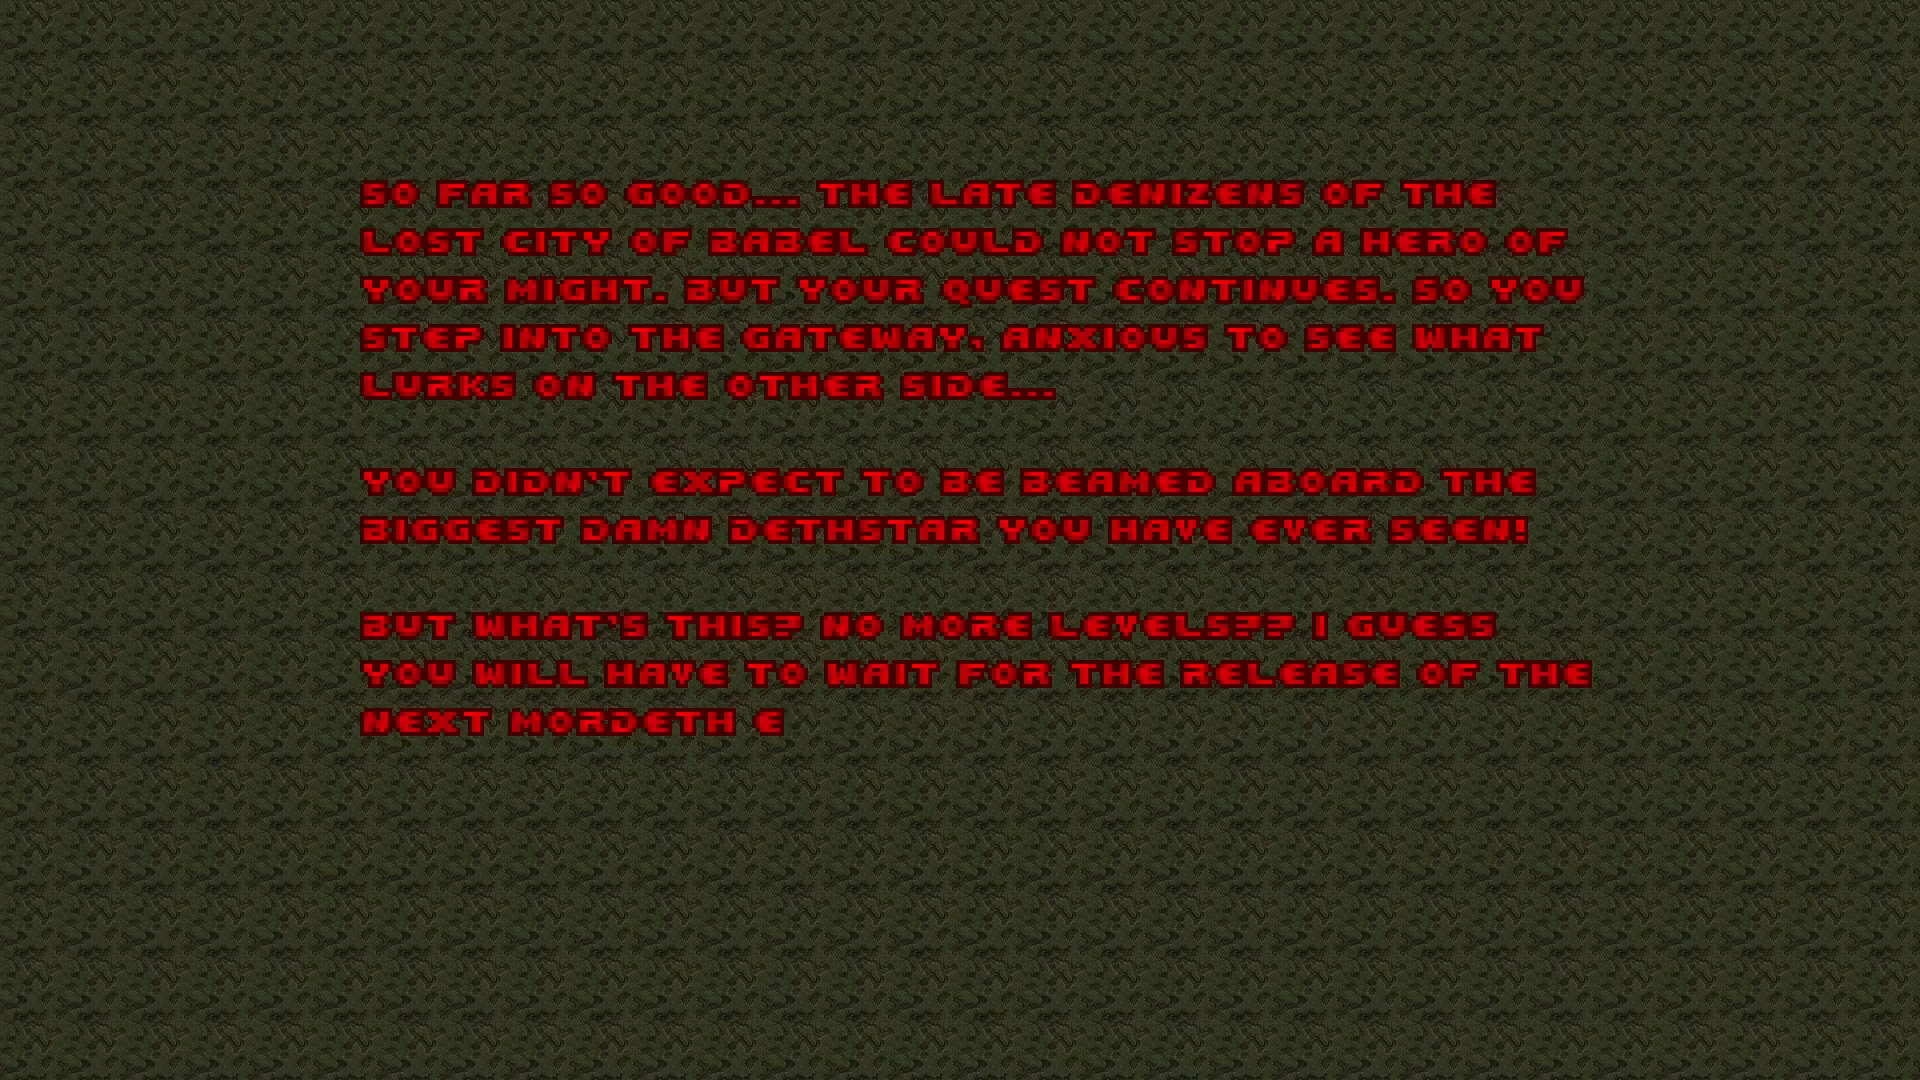 SO FAR SO GOOD... THE LATE DENIZENS OF THE
LOST CITY OF BABEL COULD NOT STOP A HERO OF
YOUR MIGHT. BUT YOUR QUEST CONTINUES. SO YOU
STEP INTO THE GATEWAY, ANXIOUS TO SEE WHAT
LURKS ON THE OTHER SIDE...
YOU DIDN'T EXPECT TO BE BEAMED ABOARD THE
BIGGEST DAMN DETHSTAR YOU HAVE EVER SEEN!
BUT WHAT'S THIS? NO MORE LEVELS?? I GUESS
YOU WILL HAVE TO WAIT FOR THE RELEASE OF THE
NEXT MORDETH E